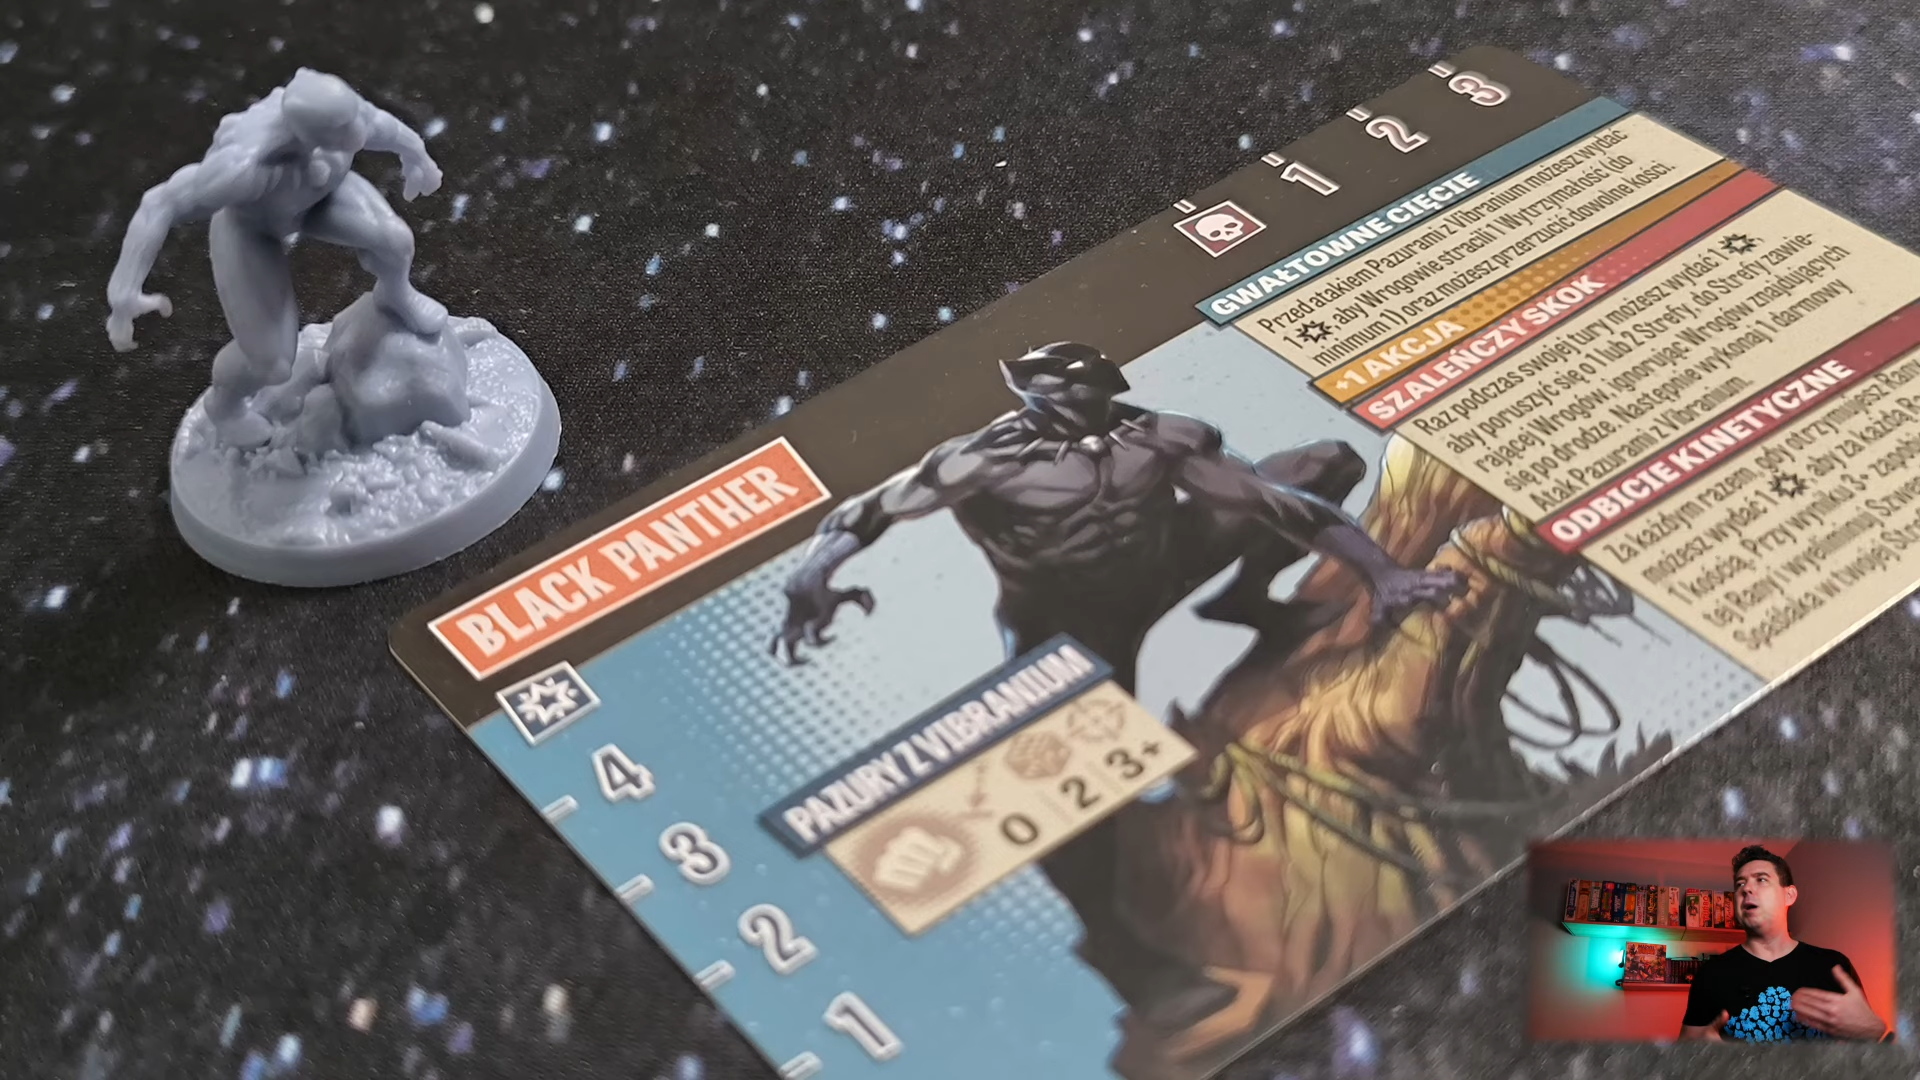 BLACK PANTHER
4
3
2
1
PAZURY Z VIBRANIUM
0 2 3+
1 2 3
GWAŁTOWNE CIĘCIE
Przed atakiem Pazurami z Vibranium możesz wydać
1 , aby Wrogowie stracili 1 Wytrzymałość (do
minimum 1) oraz możesz przerzucić dowolne kości.
+1 AKCJA
SZALEŃCZY SKOK
Raz podczas swojej tury możesz wydać 1
aby poruszyć się o 1 lub 2 Strefy, do Strefy zawie-
rającej Wrogów, ignorując Wrogów znajdujących
się po drodze. Następnie wykonaj 1 darmowy
Atak Pazurami z Vibranium.
ODBICIE KINETYCZNE
Za każdym razem, gdy otrzymujesz Rany
możesz wydać 1 aby za każdą
1 kością. Przy wyniku 3+
tej Rany i wyeliminuj
w twojej